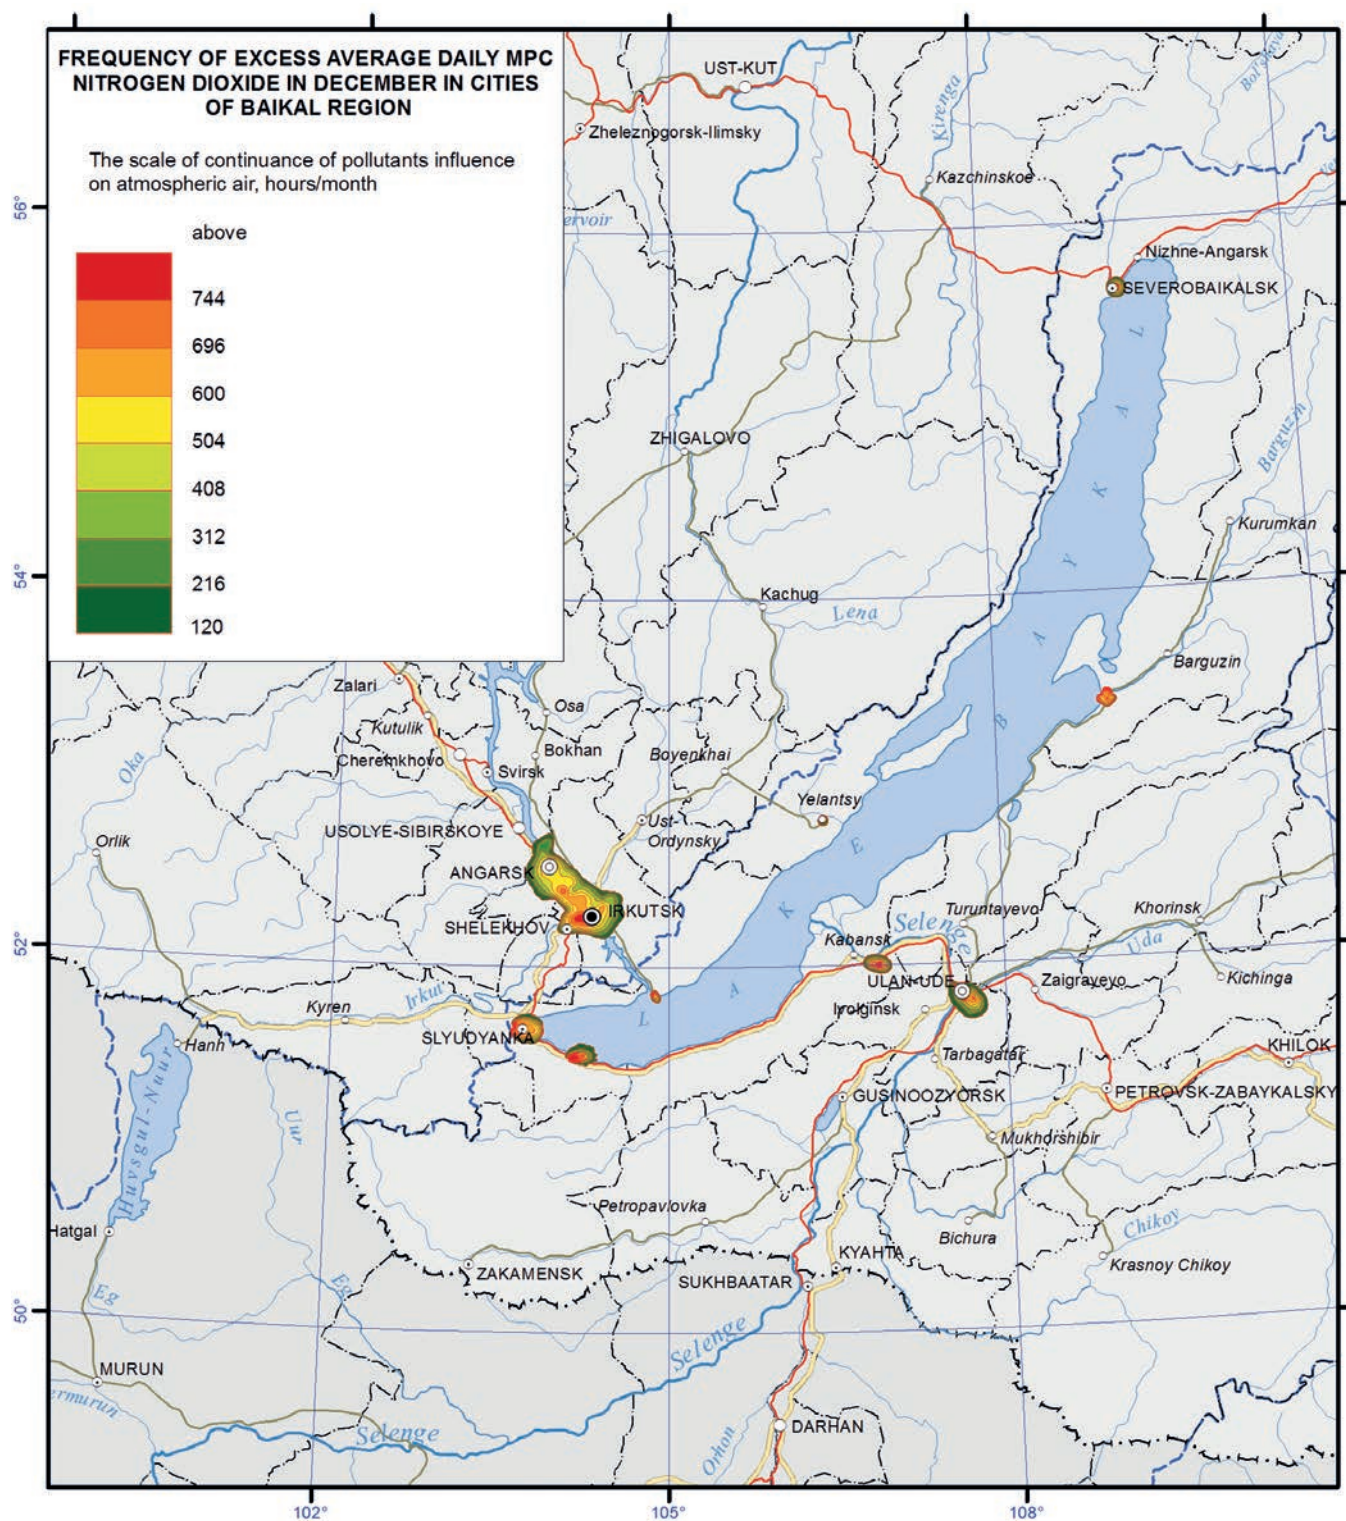 FREQUENCY OF EXCESS AVERAGE DAILY MPC
NITROGEN DIOXIDE IN DECEMBER IN CITIES
OF BAIKAL REGION
The scale of continuance of pollutants influence
on atmospheric air, hours/month
above
744
696
600
504
408
312
216
120
UST-KUT
Zheleznogorsk-Ilimsky
Kirenga
Kazchinskoe
Nizhne-Angarsk
SEVEROBAIKALSK
56°
ervoir
ZHIGALOVO
Barguzin
Kurumkan
54°
Kachug
Lena
Barguzin
Zalari
Osa
Kutulik
Bokhan
Boyenkhai
Cheremkhovo
Svirsk
Oka
Yelantsy
USOLYE-SIBIRSKOYE
Ust-
Ordynsky
Orlik
ANGARSK
IRKUTSK
SHELEKHOV
LAKE BAYKAL
Selenge
Turuntayevo
Khorinsk
Uda
52°
Kabansk
ULAN-UDE
Zaigrayevo
Kichinga
Kyren
Irkut
Ivolginsk
SLYUDYANKA
Hanh
Tarbagatai
KHILOK
Huvsgul-Nuur
Uur
GUSINOOZYORSK
PETROVSK-ZABAYKALSKY
Mukhorshibir
Hatgal
Petropavlovka
Bichura
Chikoy
KYAHTA
Krasnoy Chikoy
ZAKAMENSK
SUKHBAATAR
Eg
Eg
50°
Selenge
MURUN
ermurun
Selenge
Orhon
DARHAN
102°
105°
108°